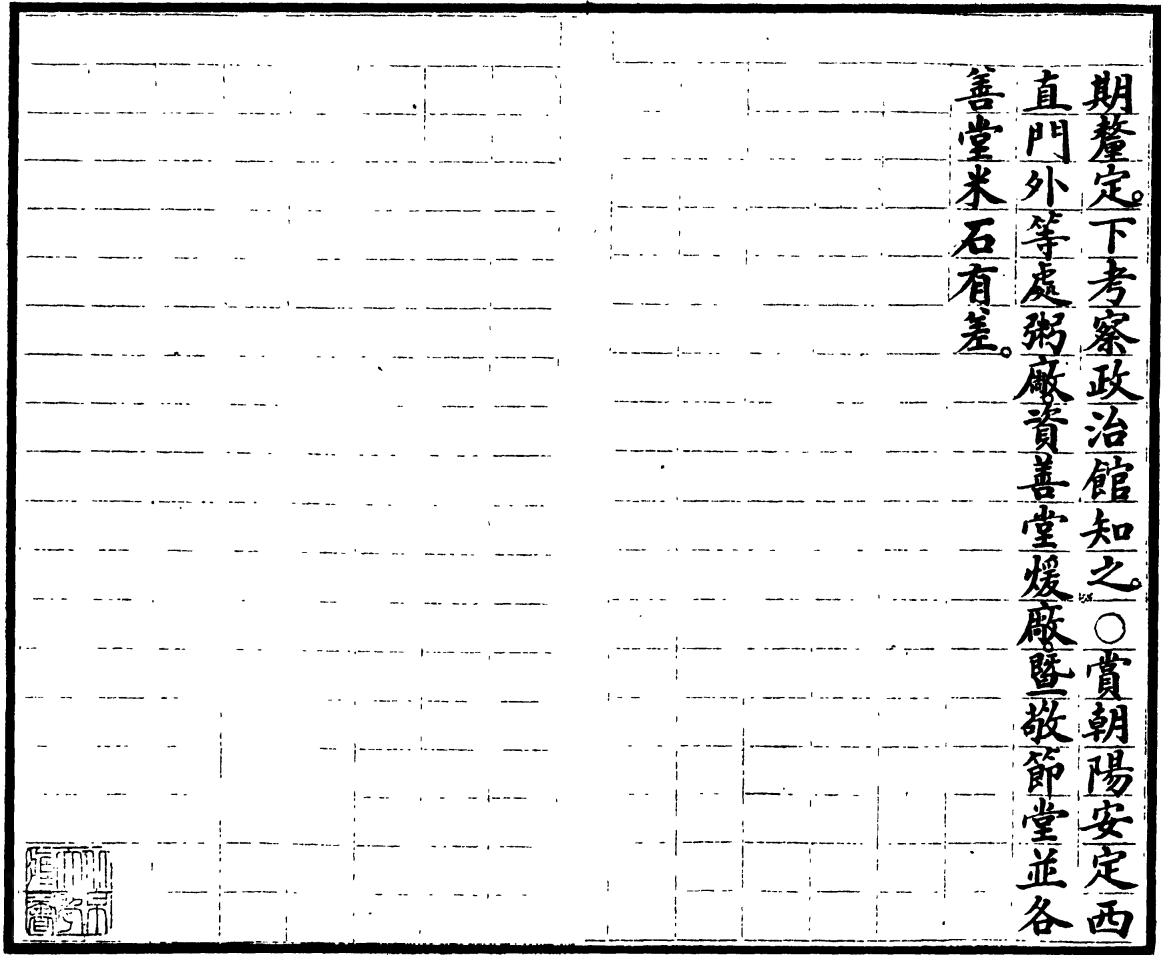 期釐定。下考察政治館知之。○賞朝陽安定西
直門外等處粥廠。資善堂煖廠。暨敬節堂並各
善堂米石有差。